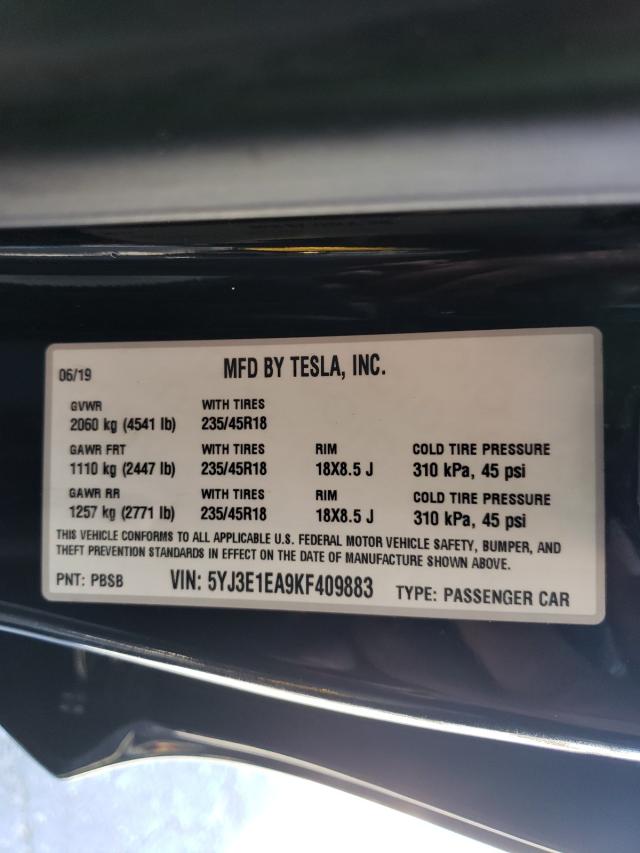 06/19 MFD BY TESLA, INC.
GVWR WITH TIRES
2060 kg (4541 lb) 235/45R18
GAWR FRT WITH TIRES RIM COLD TIRE PRESSURE
1110 kg (2447 lb) 235/45R18 18X8.5 J 310 kPa, 45 psi
GAWR RR WITH TIRES RIM COLD TIRE PRESSURE
1257 kg (2771 lb) 235/45R18 18X8.5 J 310 kPa, 45 psi
THIS VEHICLE CONFORMS TO ALL APPLICABLE U.S. FEDERAL MOTOR VEHICLE SAFETY, BUMPER, AND
THEFT PREVENTION STANDARDS IN EFFECT ON THE DATE OF MANUFACTURE SHOWN ABOVE.
PNT: PBSB VIN: 5YJ3E1EA9KF409883 TYPE: PASSENGER CAR